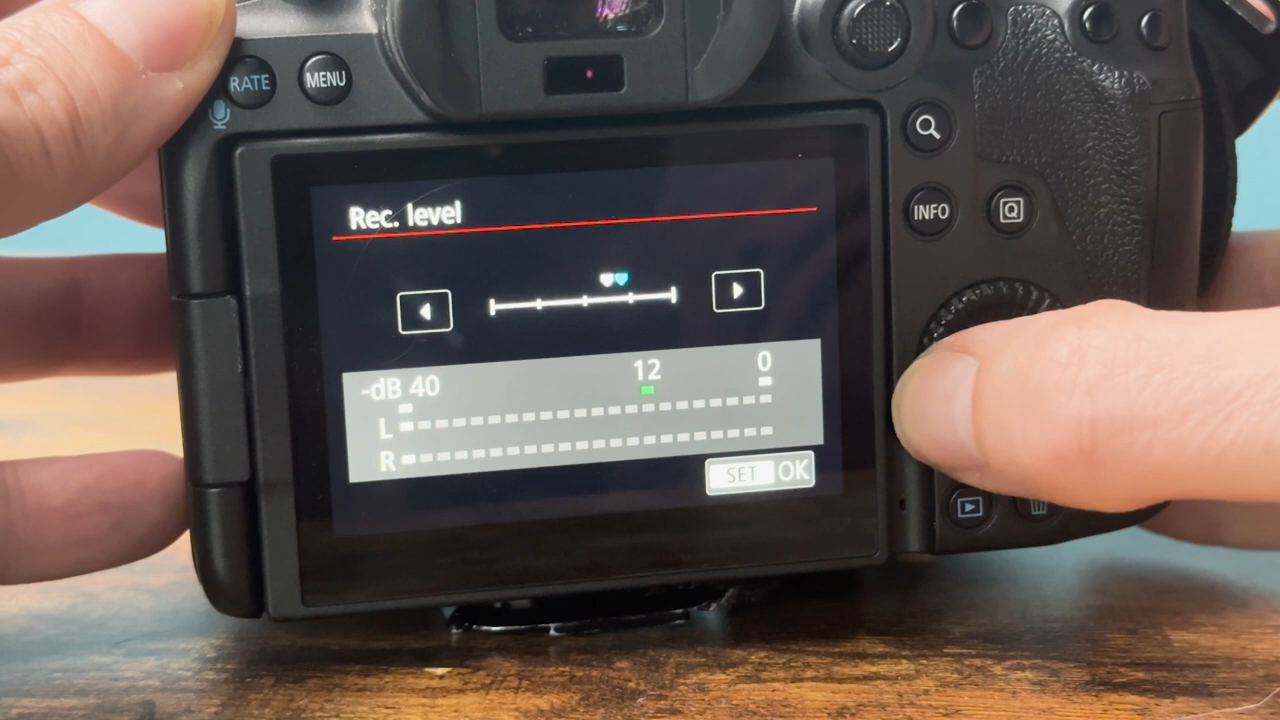 RATE MENU
INFO Q
Rec. level
-dB 40 12 0
L
R
SET OK